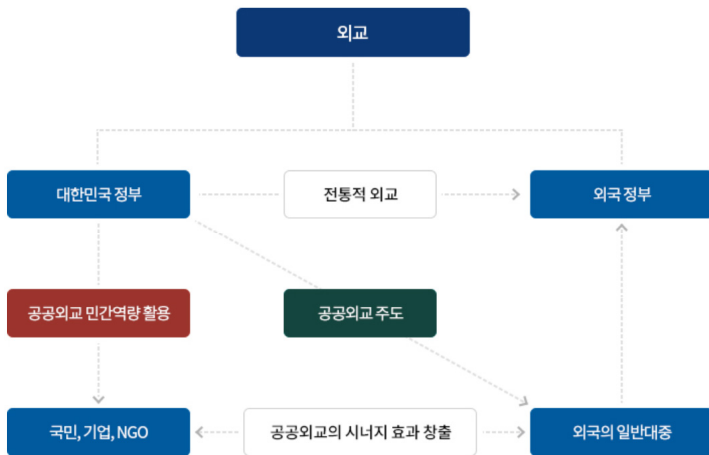 외교
대한민국 정부
전통적 외교
외국 정부
공공외교 민간역량 활용
공공외교 주도
국민, 기업, NGO
공공외교의 시너지 효과 창출
외국의 일반대중